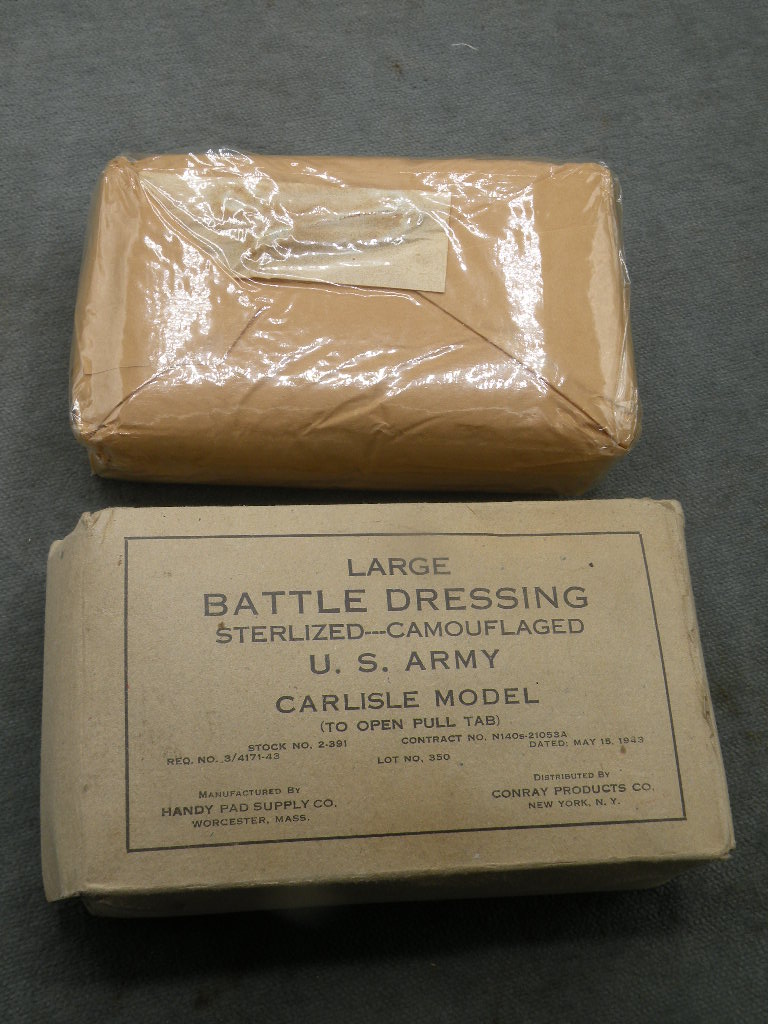 LARGE
BATTLE DRESSING
STERLIZED---CAMOUFLAGED
U. S. ARMY
CARLISLE MODEL
(TO OPEN PULL TAB)
STOCK NO. 2-391 CONTRACT NO. N140s-21053A
REQ. NO. 3/4171-43 LOT NO. 350 DATED: MAY 15, 1943
MANUFACTURED BY
HANDY PAD SUPPLY CO.
WORCESTER, MASS.
DISTRIBUTED BY
CONRAY PRODUCTS CO.
NEW YORK, N. Y.